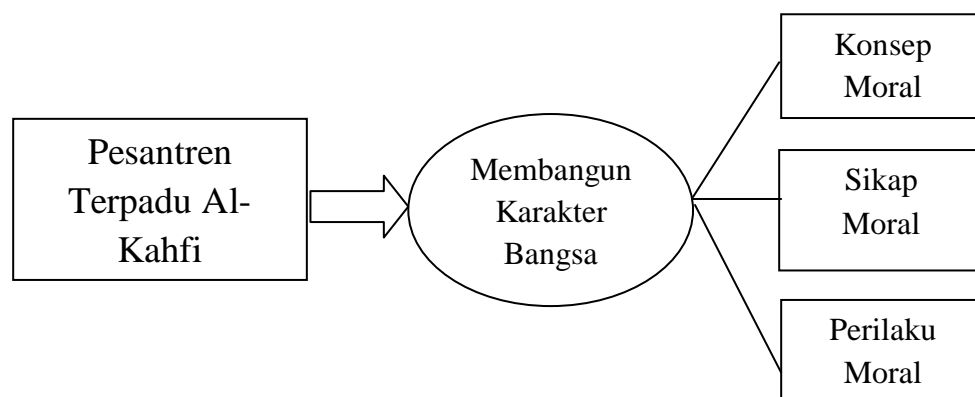 Pesantren
Terpadu Al-
Kahfi
Membangun
Karakter
Bangsa
Konsep
Moral
Sikap
Moral
Perilaku
Moral